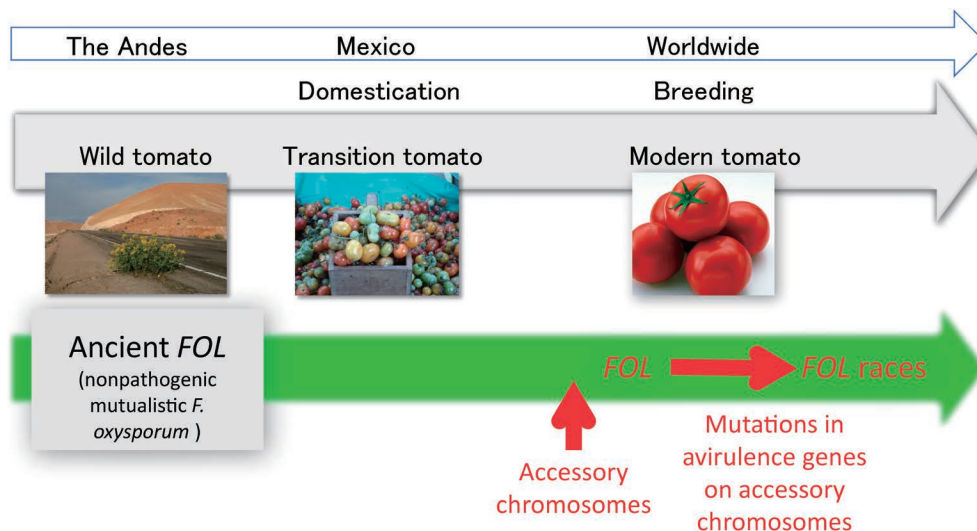 The Andes
Mexico
Worldwide
Domestication
Breeding
Wild tomato
Transition tomato
Modern tomato
Ancient FOL
(nonpathogenic
mutualistic F.
oxysporum )
FOL
FOL races
Accessory
chromosomes
Mutations in
avirulence genes
on accessory
chromosomes